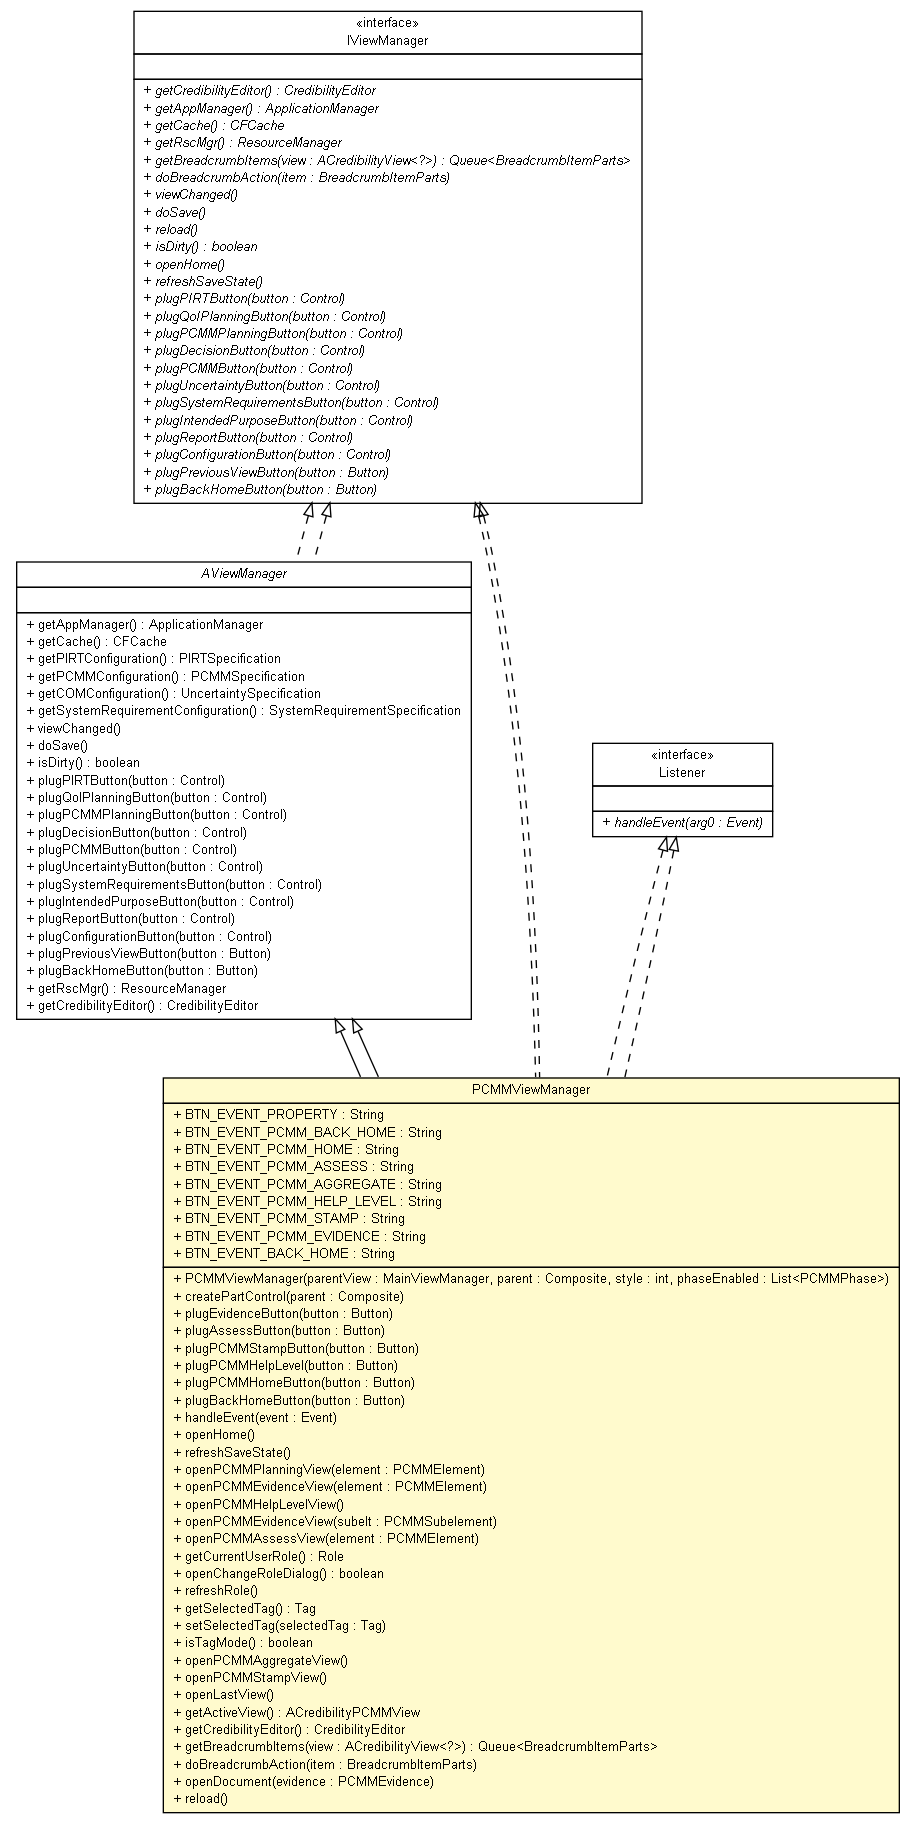 «interface»
IViewManager
+ getCredibilityEditor() : CredibilityEditor
+ getAppManager() : ApplicationManager
+ getCache() : CFCache
+ getRscMgr() : ResourceManager
+ getBreadcrumbItems(view : ACredibilityView<?>) : Queue<BreadcrumbItemParts>
+ doBreadcrumbAction(item : BreadcrumbItemParts)
+ viewChanged()
+ doSave()
+ reload()
+ isDirty() : boolean
+ openHome()
+ refreshSaveState()
+ plugPIRTButton(button : Control)
+ plugQoIPlanningButton(button : Control)
+ plugPCMMPlanningButton(button : Control)
+ plugDecisionButton(button : Control)
+ plugPCMMButton(button : Control)
+ plugUncertaintyButton(button : Control)
+ plugSystemRequirementsButton(button : Control)
+ plugIntendedPurposeButton(button : Control)
+ plugReportButton(button : Control)
+ plugConfigurationButton(button : Control)
+ plugPreviousViewButton(button : Button)
+ plugBackHomeButton(button : Button)
AViewManager
+ getAppManager() : ApplicationManager
+ getCache() : CFCache
+ getPIRTConfiguration() : PIRTSpecification
+ getPCMMConfiguration() : PCMMSpecification
+ getCOMConfiguration() : UncertaintySpecification
+ getSystemRequirementConfiguration() : SystemRequirementSpecification
+ viewChanged()
+ doSave()
+ isDirty() : boolean
+ plugPIRTButton(button : Control)
+ plugQoIPlanningButton(button : Control)
+ plugPCMMPlanningButton(button : Control)
+ plugDecisionButton(button : Control)
+ plugPCMMButton(button : Control)
+ plugUncertaintyButton(button : Control)
+ plugSystemRequirementsButton(button : Control)
+ plugIntendedPurposeButton(button : Control)
+ plugReportButton(button : Control)
+ plugConfigurationButton(button : Control)
+ plugPreviousViewButton(button : Button)
+ plugBackHomeButton(button : Button)
+ getRscMgr() : ResourceManager
+ getCredibilityEditor() : CredibilityEditor
«interface»
Listener
+ handleEvent(arg0 : Event)
PCMMViewManager
+ BTN_EVENT_PROPERTY : String
+ BTN_EVENT_PCMM_BACK_HOME : String
+ BTN_EVENT_PCMM_HOME : String
+ BTN_EVENT_PCMM_ASSESS : String
+ BTN_EVENT_PCMM_AGGREGATE : String
+ BTN_EVENT_PCMM_HELP_LEVEL : String
+ BTN_EVENT_PCMM_STAMP : String
+ BTN_EVENT_PCMM_EVIDENCE : String
+ BTN_EVENT_BACK_HOME : String
+ PCMMViewManager(parentView : MainViewManager, parent : Composite, style : int, phaseEnabled : List<PCMMPhase>)
+ createPartControl(parent : Composite)
+ plugEvidenceButton(button : Button)
+ plugAssessButton(button : Button)
+ plugPCMMStampButton(button : Button)
+ plugPCMMHelpLevel(button : Button)
+ plugPCMMHomeButton(button : Button)
+ plugBackHomeButton(button : Button)
+ handleEvent(event : Event)
+ openHome()
+ refreshSaveState()
+ openPCMMPlanningView(element : PCMMElement)
+ openPCMMEvidenceView(element : PCMMElement)
+ openPCMMHelpLevelView()
+ openPCMMEvidenceView(subelt : PCMMSubelement)
+ openPCMMAssessView(element : PCMMElement)
+ getCurrentUserRole() : Role
+ openChangeRoleDialog() : boolean
+ refreshRole()
+ getSelectedTag() : Tag
+ setSelectedTag(selectedTag : Tag)
+ isTagMode() : boolean
+ openPCMMAggregateView()
+ openPCMMStampView()
+ openLastView()
+ getActiveView() : ACredibilityPCMMView
+ getCredibilityEditor() : CredibilityEditor
+ getBreadcrumbItems(view : ACredibilityView<?>) : Queue<BreadcrumbItemParts>
+ doBreadcrumbAction(item : BreadcrumbItemParts)
+ openDocument(evidence : PCMMEvidence)
+ reload()